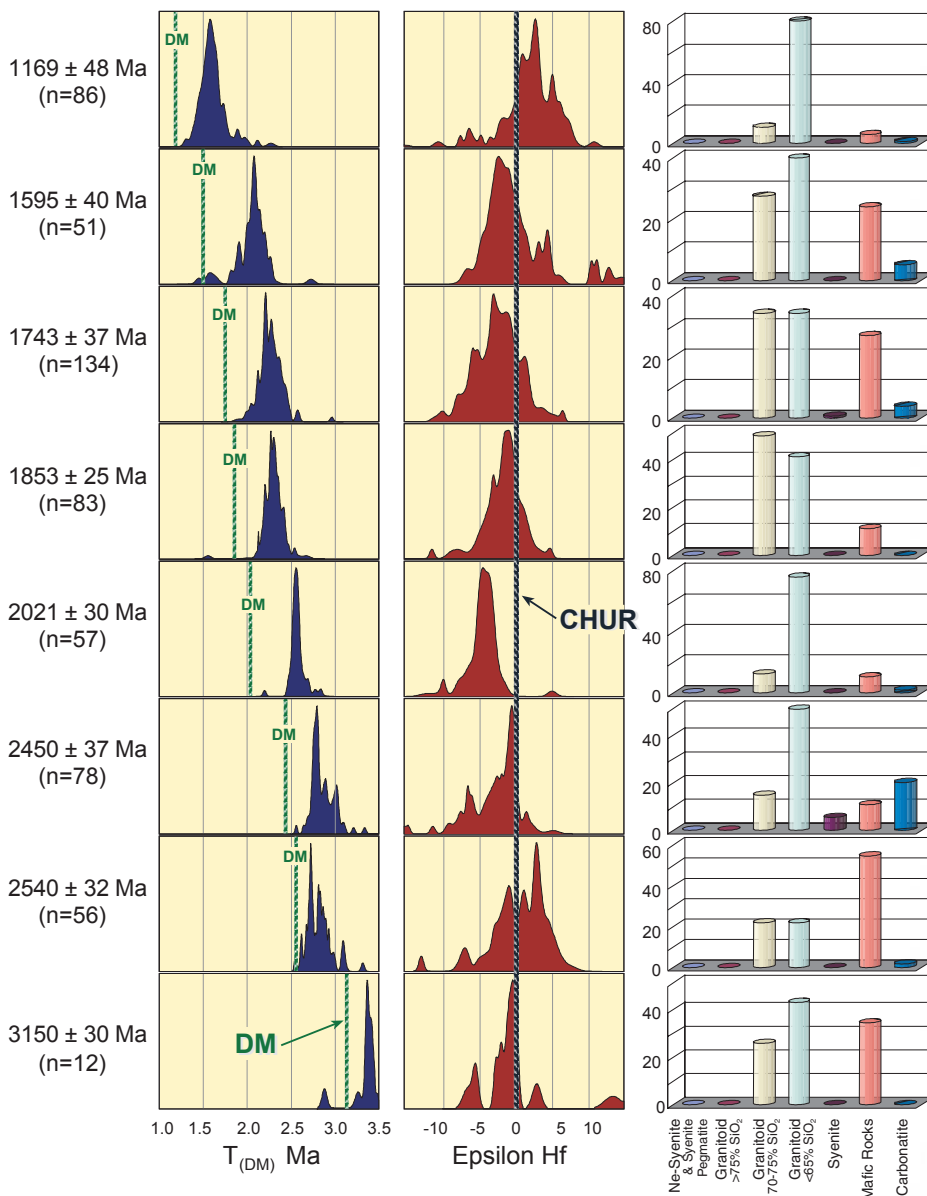 1169 ± 48 Ma
(n=86)
DM
80
40
0
1595 ± 40 Ma
(n=51)
DM
40
20
0
1743 ± 37 Ma
(n=134)
DM
40
20
0
1853 ± 25 Ma
(n=83)
DM
40
20
0
2021 ± 30 Ma
(n=57)
DM
CHUR
80
40
0
2450 ± 37 Ma
(n=78)
DM
40
20
0
2540 ± 32 Ma
(n=56)
DM
60
40
20
0
3150 ± 30 Ma
(n=12)
DM
40
20
0
1.0 1.5 2.0 2.5 3.0 3.5
T(DM) Ma
-5 0 5 10
Epsilon Hf
Ne-Syenite
& Syenite
Pegmatite
Granitoid
>75% SiO2
Granitoid
70-75% SiO2
Granitoid
<65% SiO2
Syenite
Mafic Rocks
Carbonatite